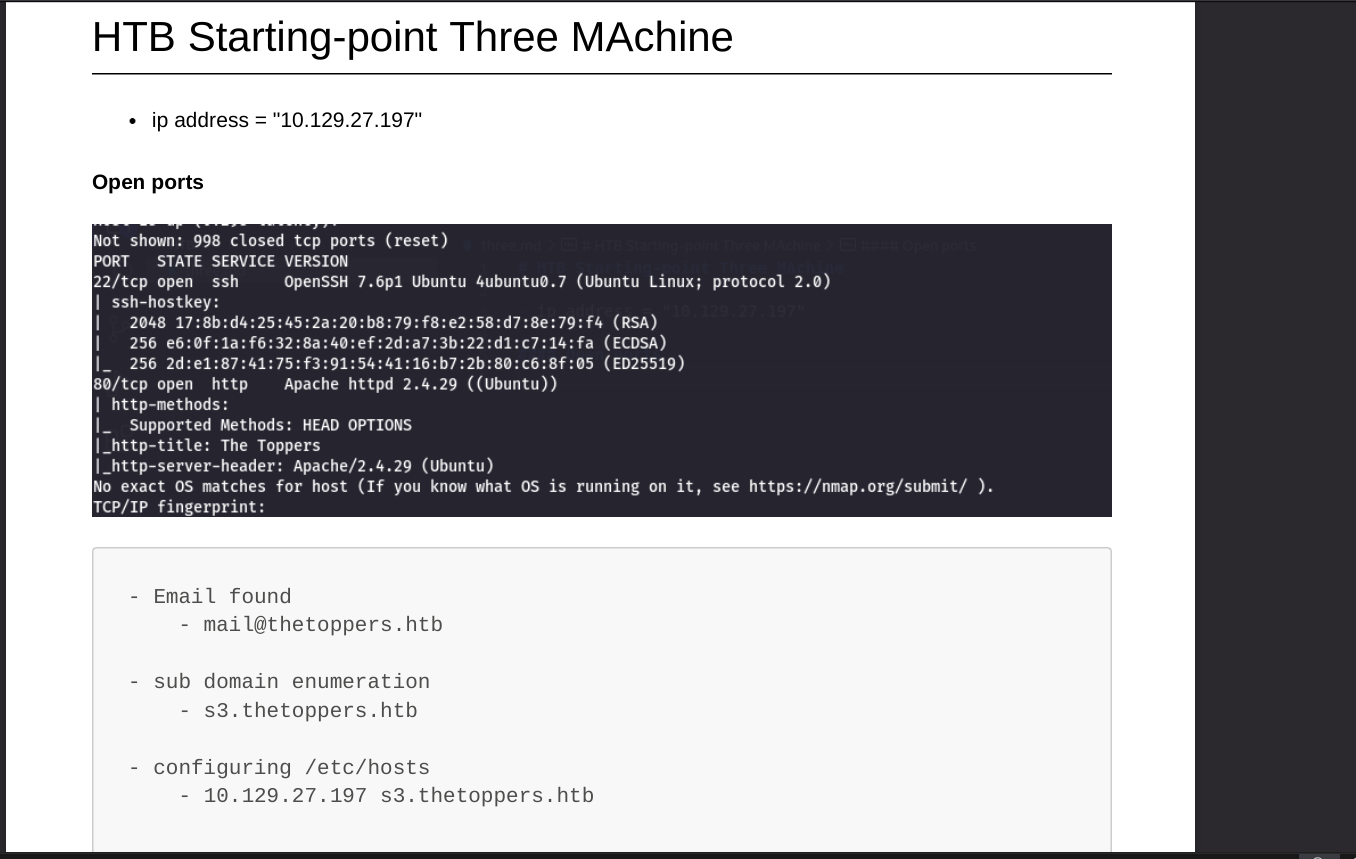 HTB Starting-point Three MAchine
• ip address = "10.129.27.197"
Open ports
Not shown: 998 closed tcp ports (reset)
PORT   STATE SERVICE VERSION
22/tcp open  ssh     OpenSSH 7.6p1 Ubuntu 4ubuntu0.7 (Ubuntu Linux; protocol 2.0)
| ssh-hostkey:
|   2048 17:8b:d4:25:45:2a:20:b8:79:f8:e2:58:d7:8e:79:f4 (RSA)
|   256 e6:0f:1a:f6:32:8a:40:ef:2d:a7:3b:22:d1:c7:14:fa (ECDSA)
|_  256 2d:e1:87:41:75:f3:91:54:41:16:b7:2b:80:c6:8f:05 (ED25519)
80/tcp open  http    Apache httpd 2.4.29 ((Ubuntu))
| http-methods:
|_  Supported Methods: HEAD OPTIONS
|_http-title: The Toppers
|_http-server-header: Apache/2.4.29 (Ubuntu)
No exact OS matches for host (If you know what OS is running on it, see https://nmap.org/submit/ ).
TCP/IP fingerprint:
- Email found
    - mail@thetoppers.htb
- sub domain enumeration
    - s3.thetoppers.htb
- configuring /etc/hosts
    - 10.129.27.197 s3.thetoppers.htb